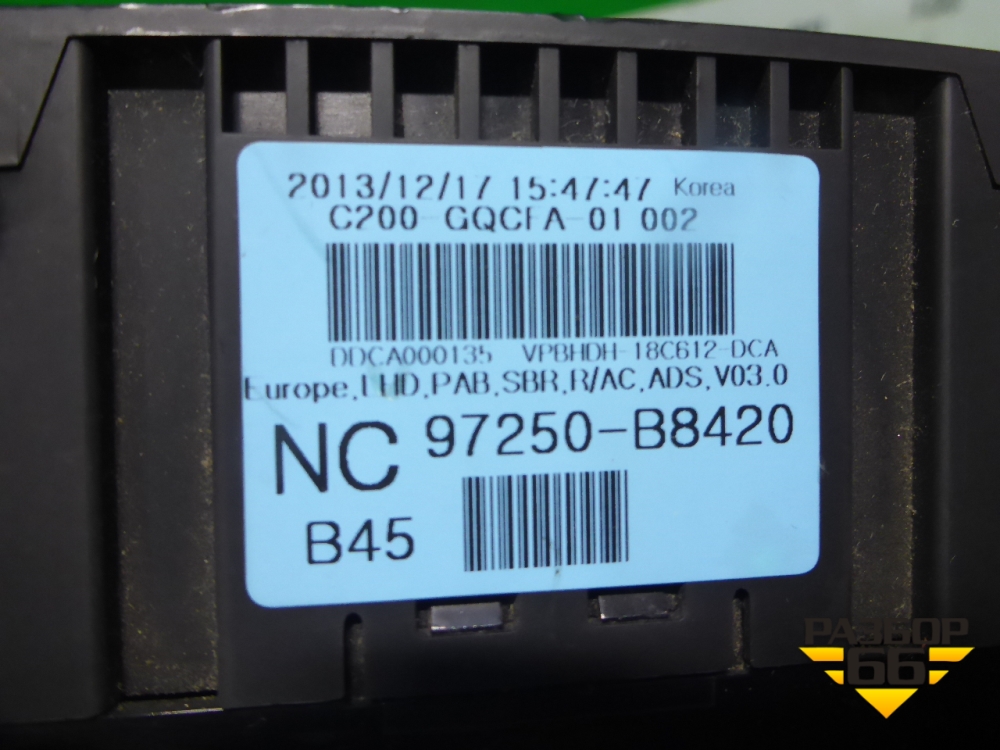 2013/12/17 15:47:47 Korea
C200-GQCFA-01 002
DDCA000135 VPBHDH-18C612-DCA
Europe,LHD,PAB,SBR,R/AC,ADS,V03.0
NC 97250-B8420
B45
РАЗБОР
66